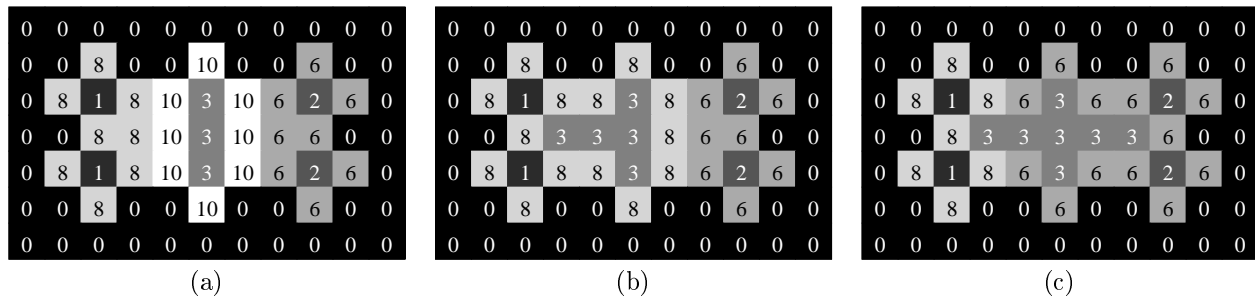 0 0 0 0 0 0 0 0 0 0 0
0 0 8 0 0 10 0 0 6 0 0
0 8 1 8 10 3 10 6 2 6 0
0 0 8 8 10 3 10 6 6 0 0
0 8 1 8 10 3 10 6 2 6 0
0 0 8 0 0 10 0 0 6 0 0
0 0 0 0 0 0 0 0 0 0 0
(a)
0 0 0 0 0 0 0 0 0 0 0
0 0 8 0 0 8 0 0 6 0 0
0 8 1 8 8 3 8 6 2 6 0
0 0 8 3 3 3 8 6 6 0 0
0 8 1 8 8 3 8 6 2 6 0
0 0 8 0 0 8 0 0 6 0 0
0 0 0 0 0 0 0 0 0 0 0
(b)
0 0 0 0 0 0 0 0 0 0 0
0 0 8 0 0 6 0 0 6 0 0
0 8 1 8 6 3 6 6 2 6 0
0 0 8 3 3 3 3 3 6 0 0
0 8 1 8 6 3 6 6 2 6 0
0 0 8 0 0 6 0 0 6 0 0
0 0 0 0 0 0 0 0 0 0 0
(c)